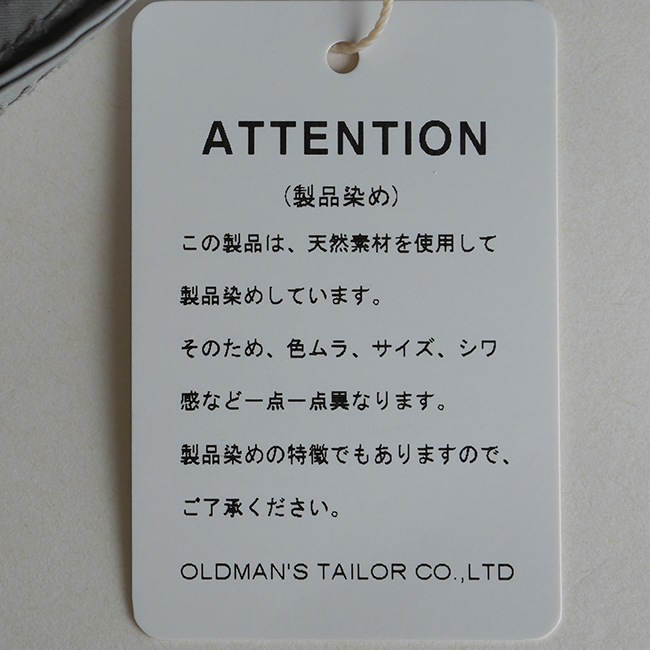 ATTENTION
（製品染め）
この製品は、天然素材を使用して
製品染めしています。
そのため、色ムラ、サイズ、シワ
感など一点一点異なります。
製品染めの特徴でもありますので、
ご了承ください。
OLDMAN'S TAILOR CO.,LTD